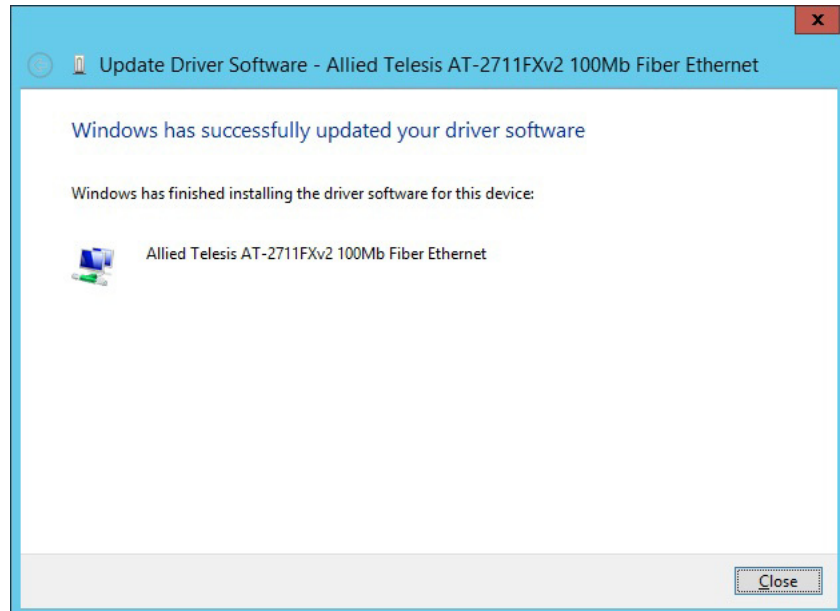 x
Update Driver Software - Allied Telesis AT-2711FXv2 100Mb Fiber Ethernet
Windows has successfully updated your driver software
Windows has finished installing the driver software for this device:
Allied Telesis AT-2711FXv2 100Mb Fiber Ethernet
Close